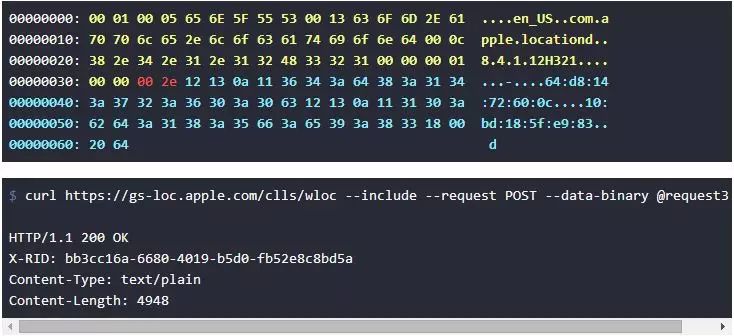 00000000: 00 01 00 05 65 6E 5F 55 53 00 13 63 6F 6D 2E 61 ....en_US..com.a
00000010: 70 70 6c 65 2e 6c 6f 63 61 74 69 6f 6e 64 00 0c pple.locationd..
00000020: 38 2e 34 2e 31 2e 31 32 48 33 32 31 00 00 00 01 8.4.1.12H321....
00000030: 00 00 00 2e 12 13 0a 11 36 34 3a 64 38 3a 31 34 ...-....64:d8:14
00000040: 3a 37 32 3a 36 30 3a 30 63 12 13 0a 11 31 30 3a :72:60:0c....10:
00000050: 62 64 3a 31 38 3a 35 66 3a 65 39 3a 38 33 18 00 bd:18:5f:e9:83..
00000060: 20 64 d
$ curl https://gs-loc.apple.com/clls/wloc --include --request POST --data-binary @request3
HTTP/1.1 200 OK
X-RID: bb3cc16a-6680-4019-b5d0-fb52e8c8bd5a
Content-Type: text/plain
Content-Length: 4948